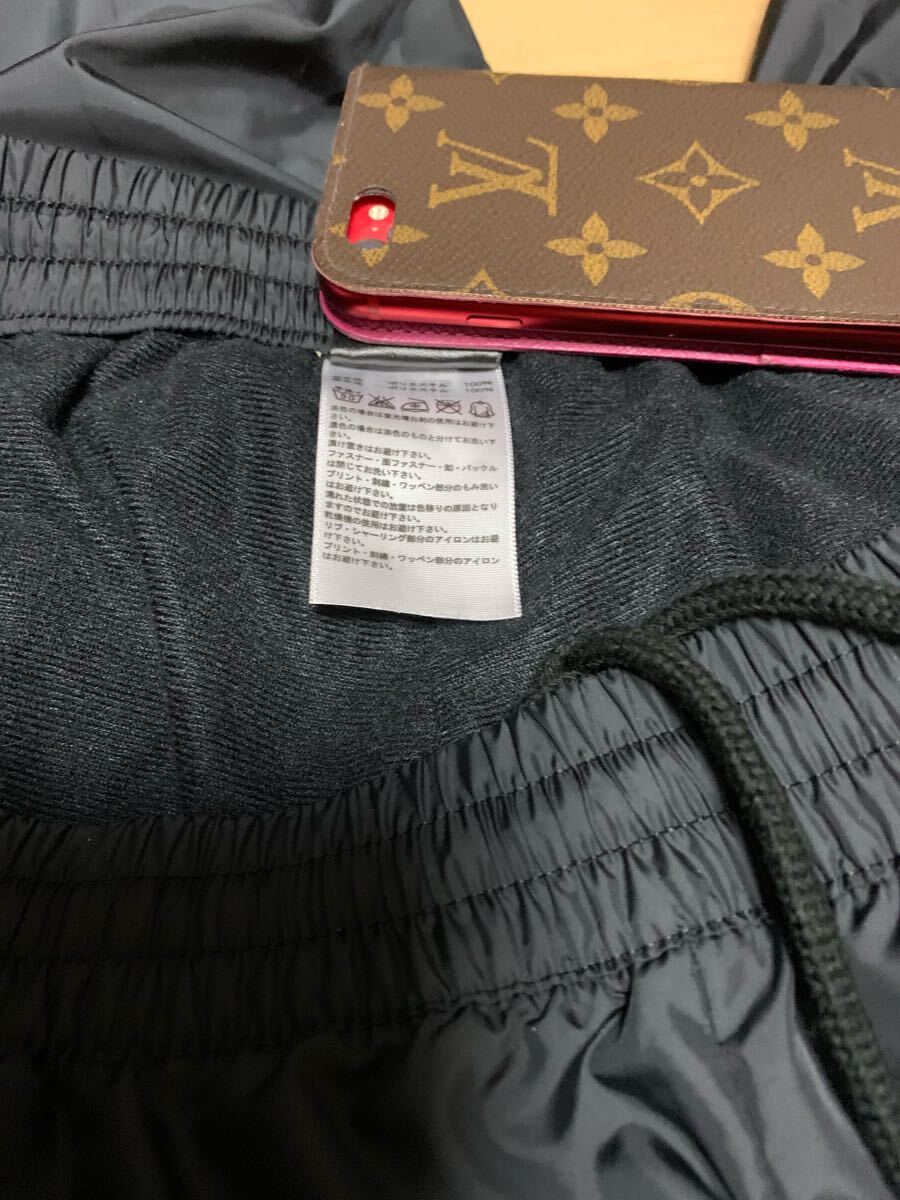 LV
ポリエステル 100%
ポリエステル 100%
淡色の場合は蛍光増白剤の使用はお避け下
さい。
濃色の場合は淡色のものと分けてお洗い下
さい。
漬け置きはお避け下さい。
ファスナー・面ファスナー・釦・バックル
は閉じてお洗い下さい。
プリント・刺繍・ワッペン部分のもみ洗い
はお避け下さい。
濡れた状態での放置は色移りの原因となり
ますのでお避け下さい。
乾燥機の使用はお避け下さい。
リブ・シャーリング部分のアイロンはお避
け下さい。
プリント・刺繍・ワッペン部分のアイロン
はお避け下さい。